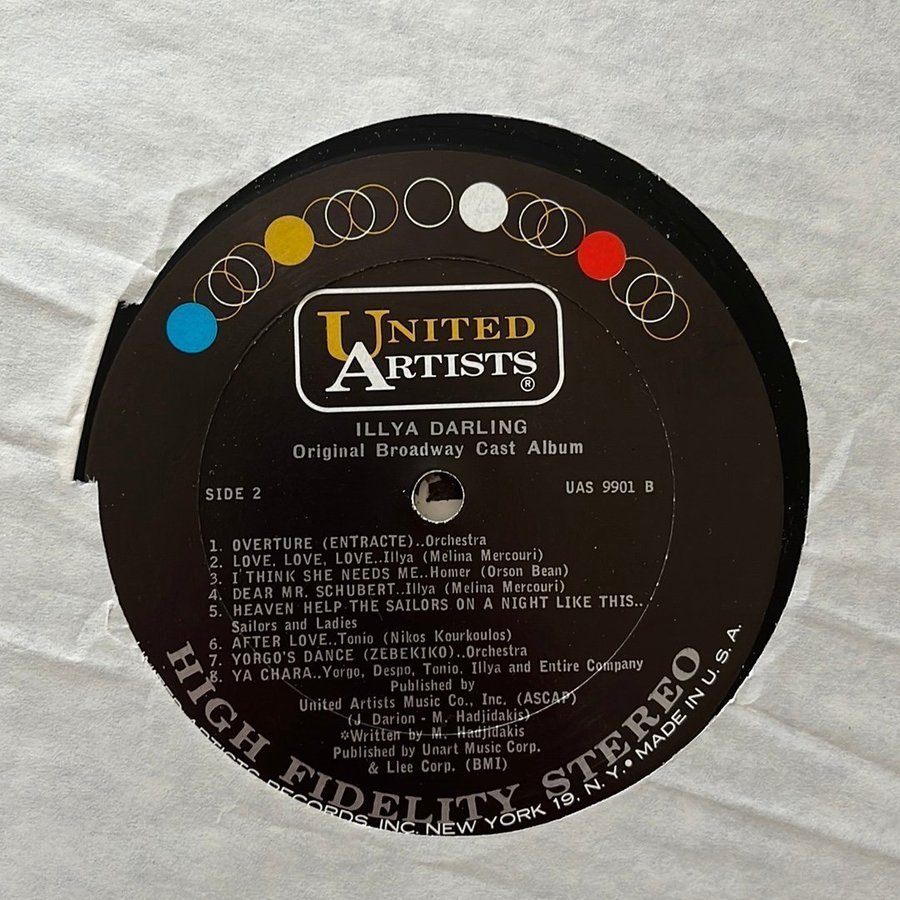 UNITED
ARTISTS®
ILLYA DARLING
Original Broadway Cast Album
SIDE 2
UAS 9901 B
1. OVERTURE (ENTRACTE)..Orchestra
2. LOVE, LOVE, LOVE..Illya (Melina Mercouri)
3. I THINK SHE NEEDS ME..Homer (Orson Bean)
4. DEAR MR. SCHUBERT..Illya (Melina Mercouri)
5. HEAVEN HELP THE SAILORS ON A NIGHT LIKE THIS..
Sailors and Ladies
6. AFTER LOVE..Tonio (Nikos Kourkoulos)
7. YORGO'S DANCE (ZEBEKIKO)..Orchestra
8. YA CHARA..Yorgo, Despo, Tonio, Illya and Entire Company
Published by
United Artists Music Co., Inc. (ASCAP)
(J. Darion - M. Hadjidakis)
*Written by M. Hadjidakis
Published by Unart Music Corp.
& Llee Corp. (BMI)
HIGH FIDELITY STEREO
ARTISTS RECORDS, INC. NEW YORK 19, N. Y. • MADE IN U. S. A.